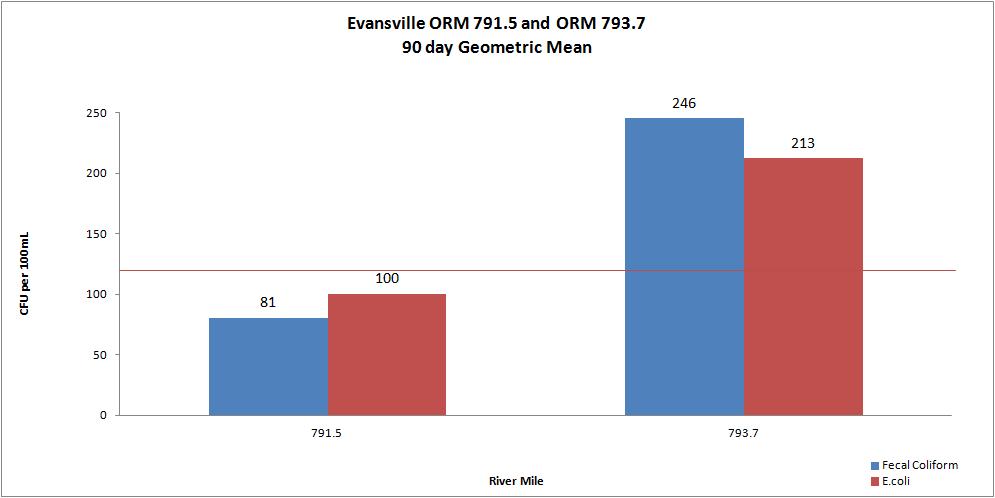 Evansville ORM 791.5 and ORM 793.7
90 day Geometric Mean
CFU per 100mL
250
200
150
100
50
0
81
100
246
213
791.5
793.7
River Mile
Fecal Coliform
E.coli